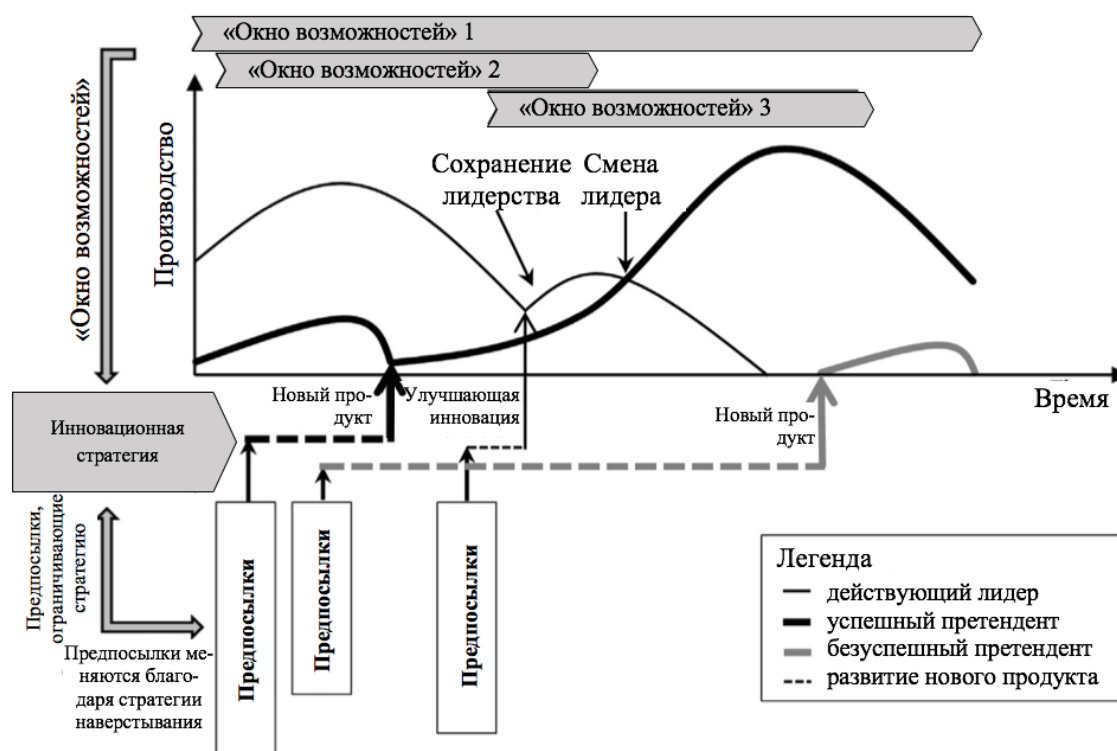 «Окно возможностей» 1
«Окно возможностей» 2
«Окно возможностей» 3
«Окно возможностей»
Производство
Сохранение
лидерства
Смена
лидера
Время
Новый про-
дукт
Улучшающая
инновация
Новый про-
дукт
Инновационная
стратегия
Предпосылки,
ограничивающие
стратегию
Предпосылки ме-
няются благо-
даря стратегии
наверстывания
Предпосылки
Предпосылки
Предпосылки
Легенда
действующий лидер
успешный претендент
безуспешный претендент
развитие нового продукта